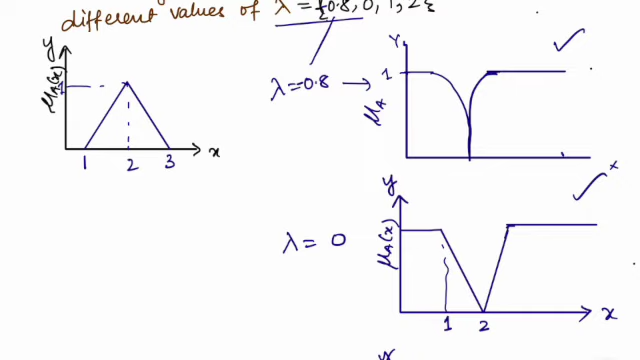 different values of λ = {0.8, 0, 1, 2}
y
μA(x)
1
1 2 3 x
λ=0.8 →
Y
1
μA
λ = 0
y
μA(x)
1 2 x